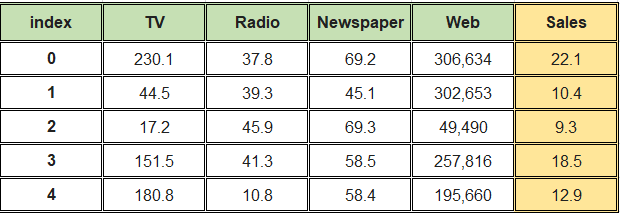 index TV Radio Newspaper Web Sales
0 230.1 37.8 69.2 306,634 22.1
1 44.5 39.3 45.1 302,653 10.4
2 17.2 45.9 69.3 49,490 9.3
3 151.5 41.3 58.5 257,816 18.5
4 180.8 10.8 58.4 195,660 12.9